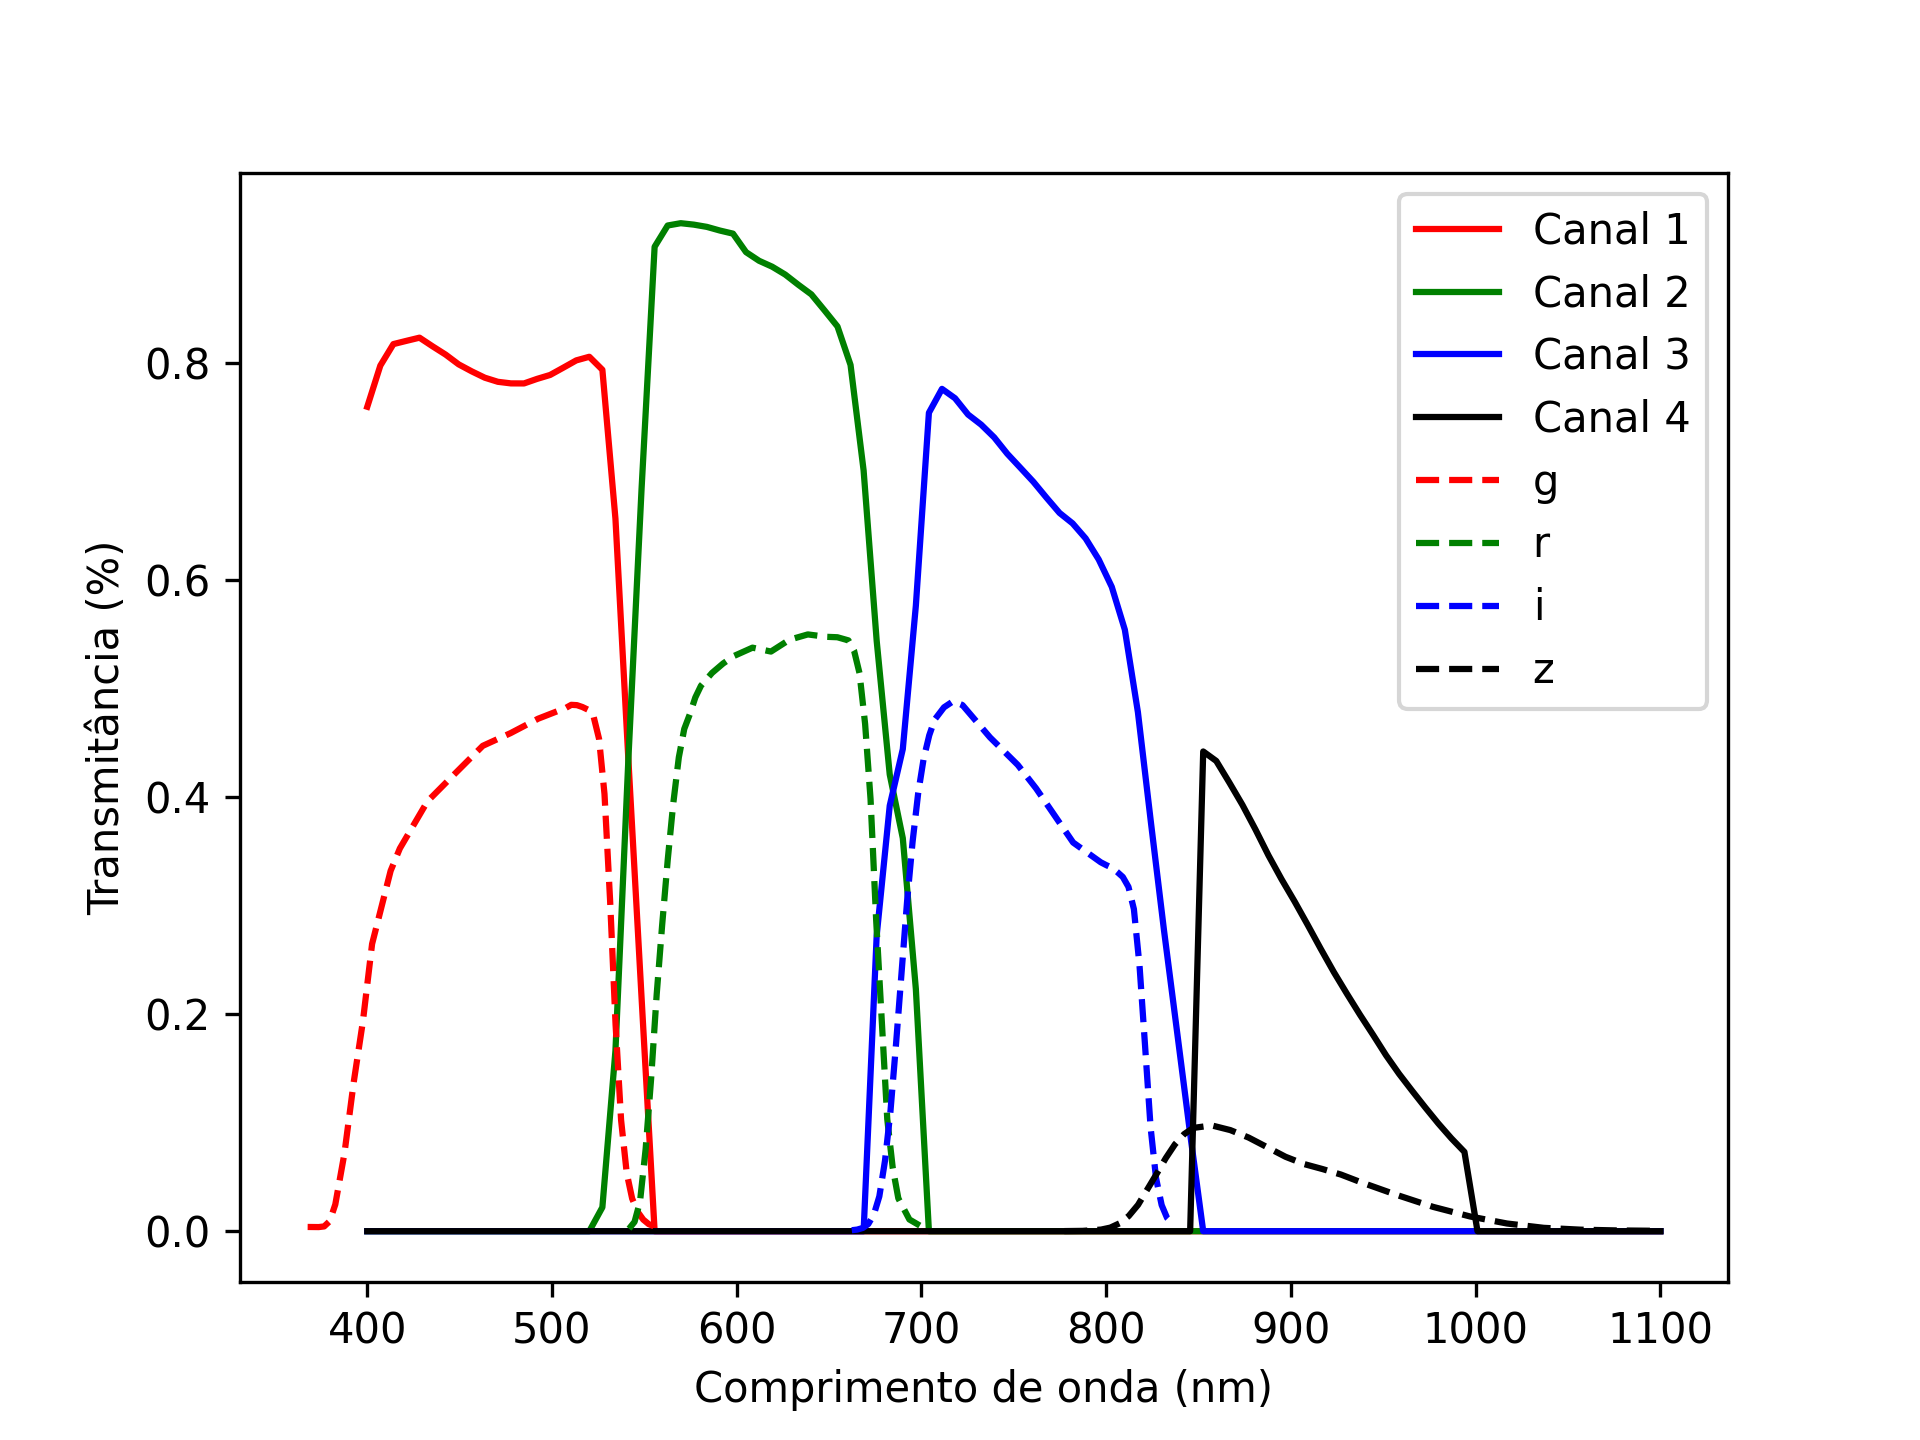 Canal 1
Canal 2
Canal 3
Canal 4
g
r
i
z
Transmitância (%)
0.8
0.6
0.4
0.2
0.0
400 500 600 700 800 900 1000 1100
Comprimento de onda (nm)